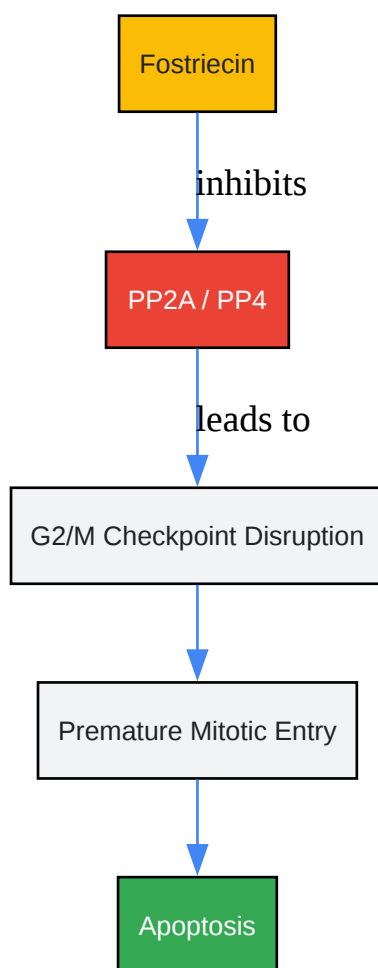 Fostriecin
inhibits
PP2A / PP4
leads to
G2/M Checkpoint Disruption
Premature Mitotic Entry
Apoptosis